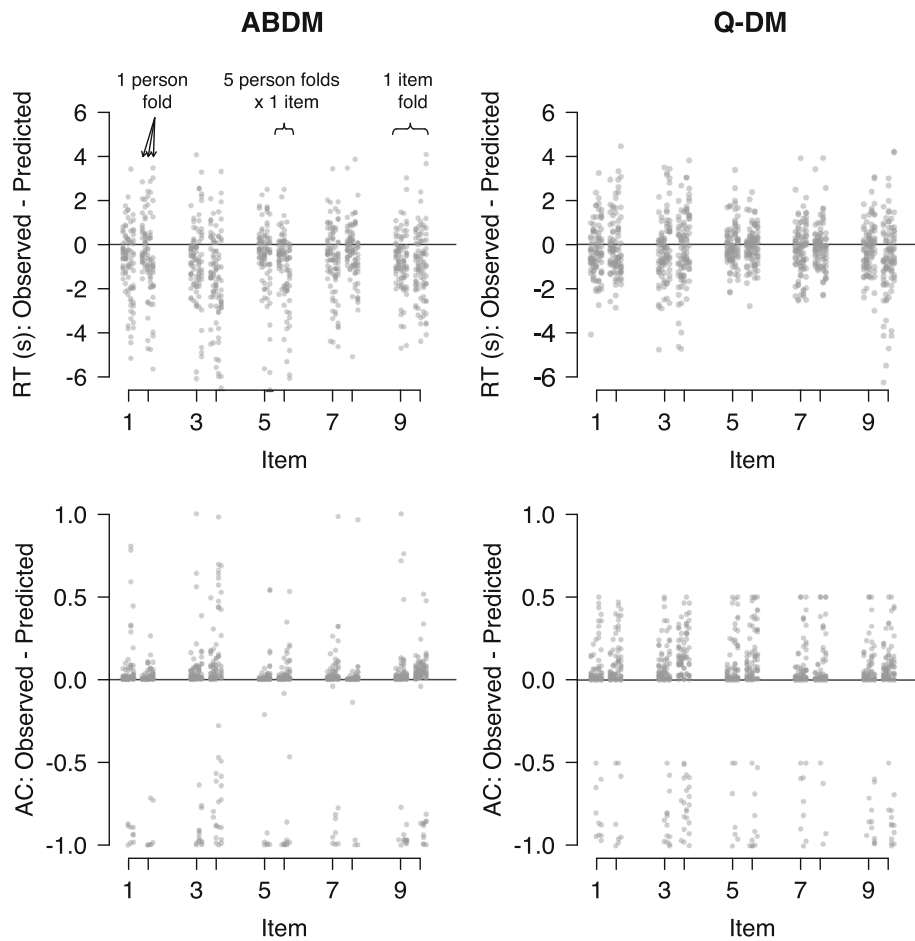 ABDM
Q-DM
1 person
fold
5 person folds
x 1 item
1 item
fold
RT (s): Observed - Predicted
6
4
2
0
-2
-4
-6
1 3 5 7 9
Item
RT (s): Observed - Predicted
6
4
2
0
-2
-4
-6
1 3 5 7 9
Item
AC: Observed - Predicted
1.0
0.5
0.0
-0.5
-1.0
1 3 5 7 9
Item
AC: Observed - Predicted
1.0
0.5
0.0
-0.5
-1.0
1 3 5 7 9
Item